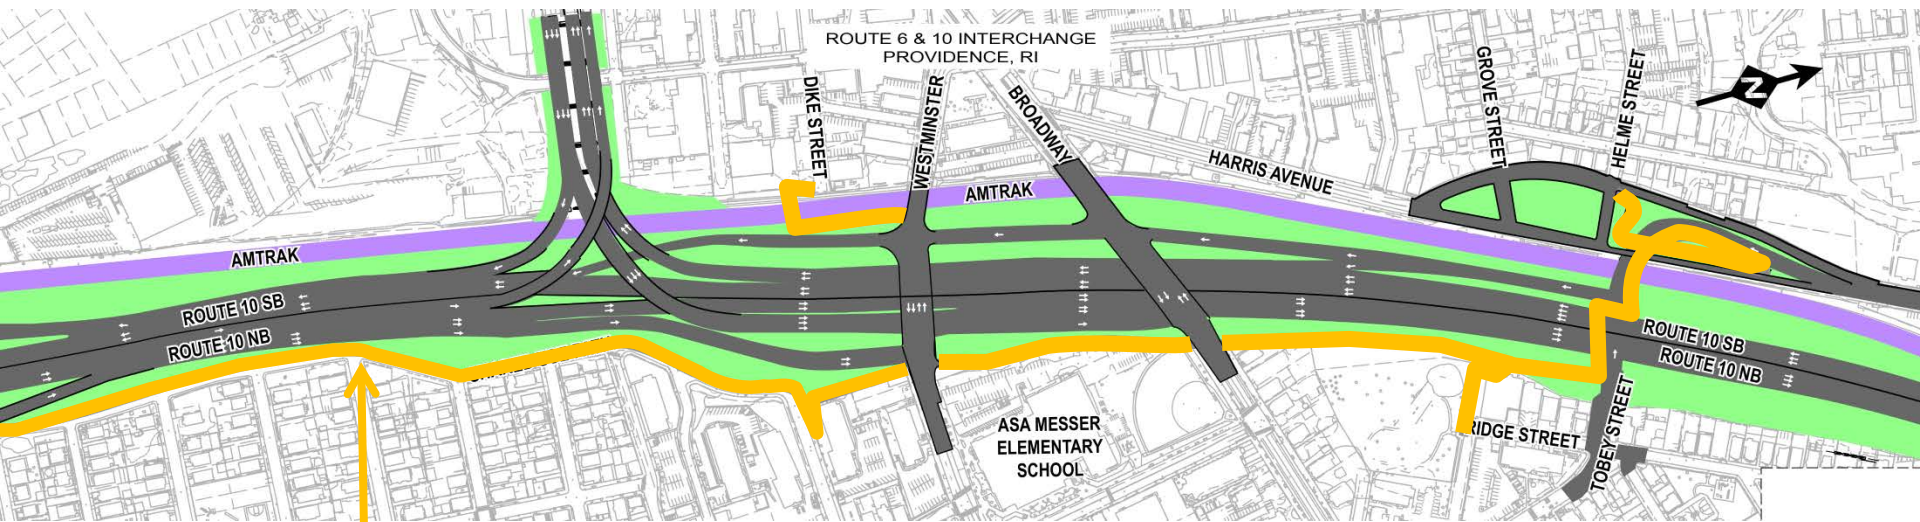 ROUTE 6 & 10 INTERCHANGE
PROVIDENCE, RI
DIKE STREET
WESTMINSTER
BROADWAY
HARRIS AVENUE
GROVE STREET
HELME STREET
N
AMTRAK
AMTRAK
ROUTE 10 SB
ROUTE 10 NB
ROUTE 10 SB
ROUTE 10 NB
ASA MESSER
ELEMENTARY
SCHOOL
RIDGE STREET
TOBEY STREET